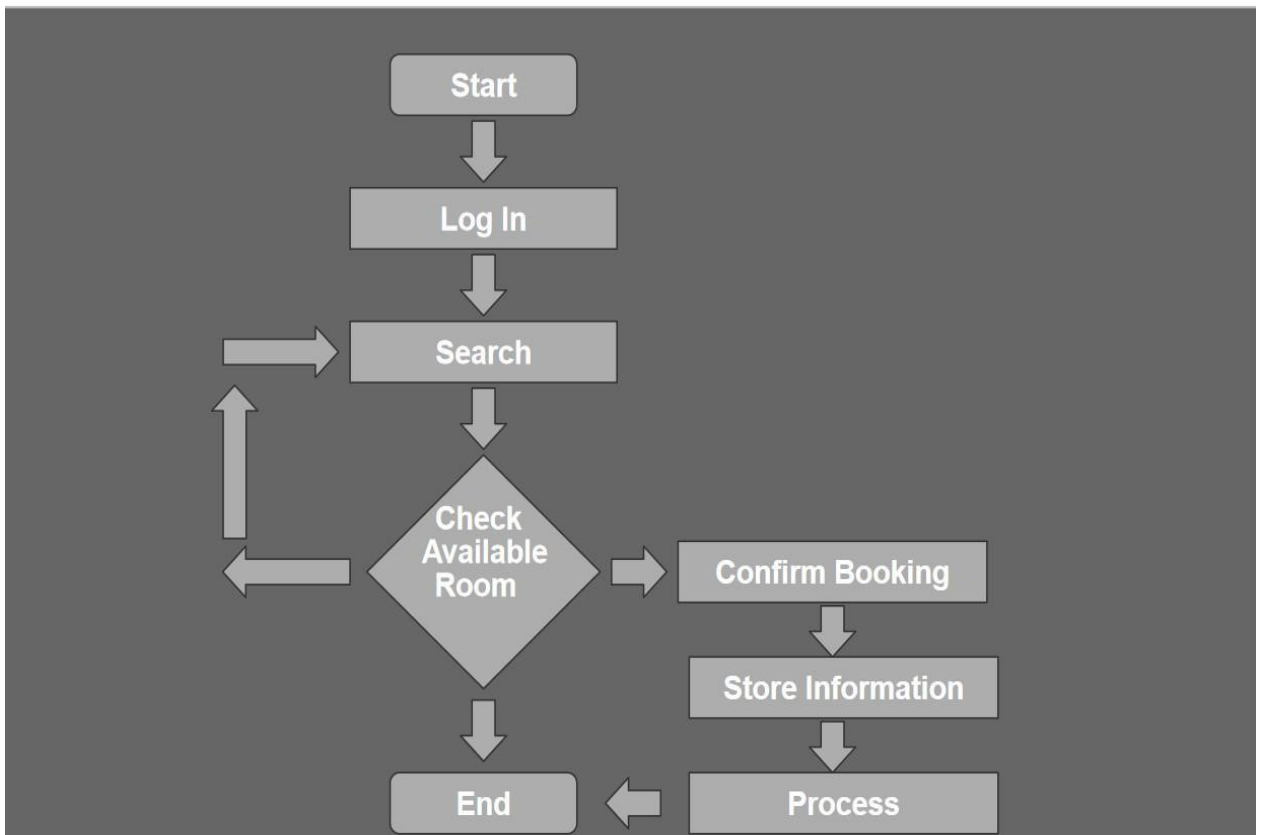 Start
Log In
Search
Check
Available
Room
Confirm Booking
Store Information
Process
End